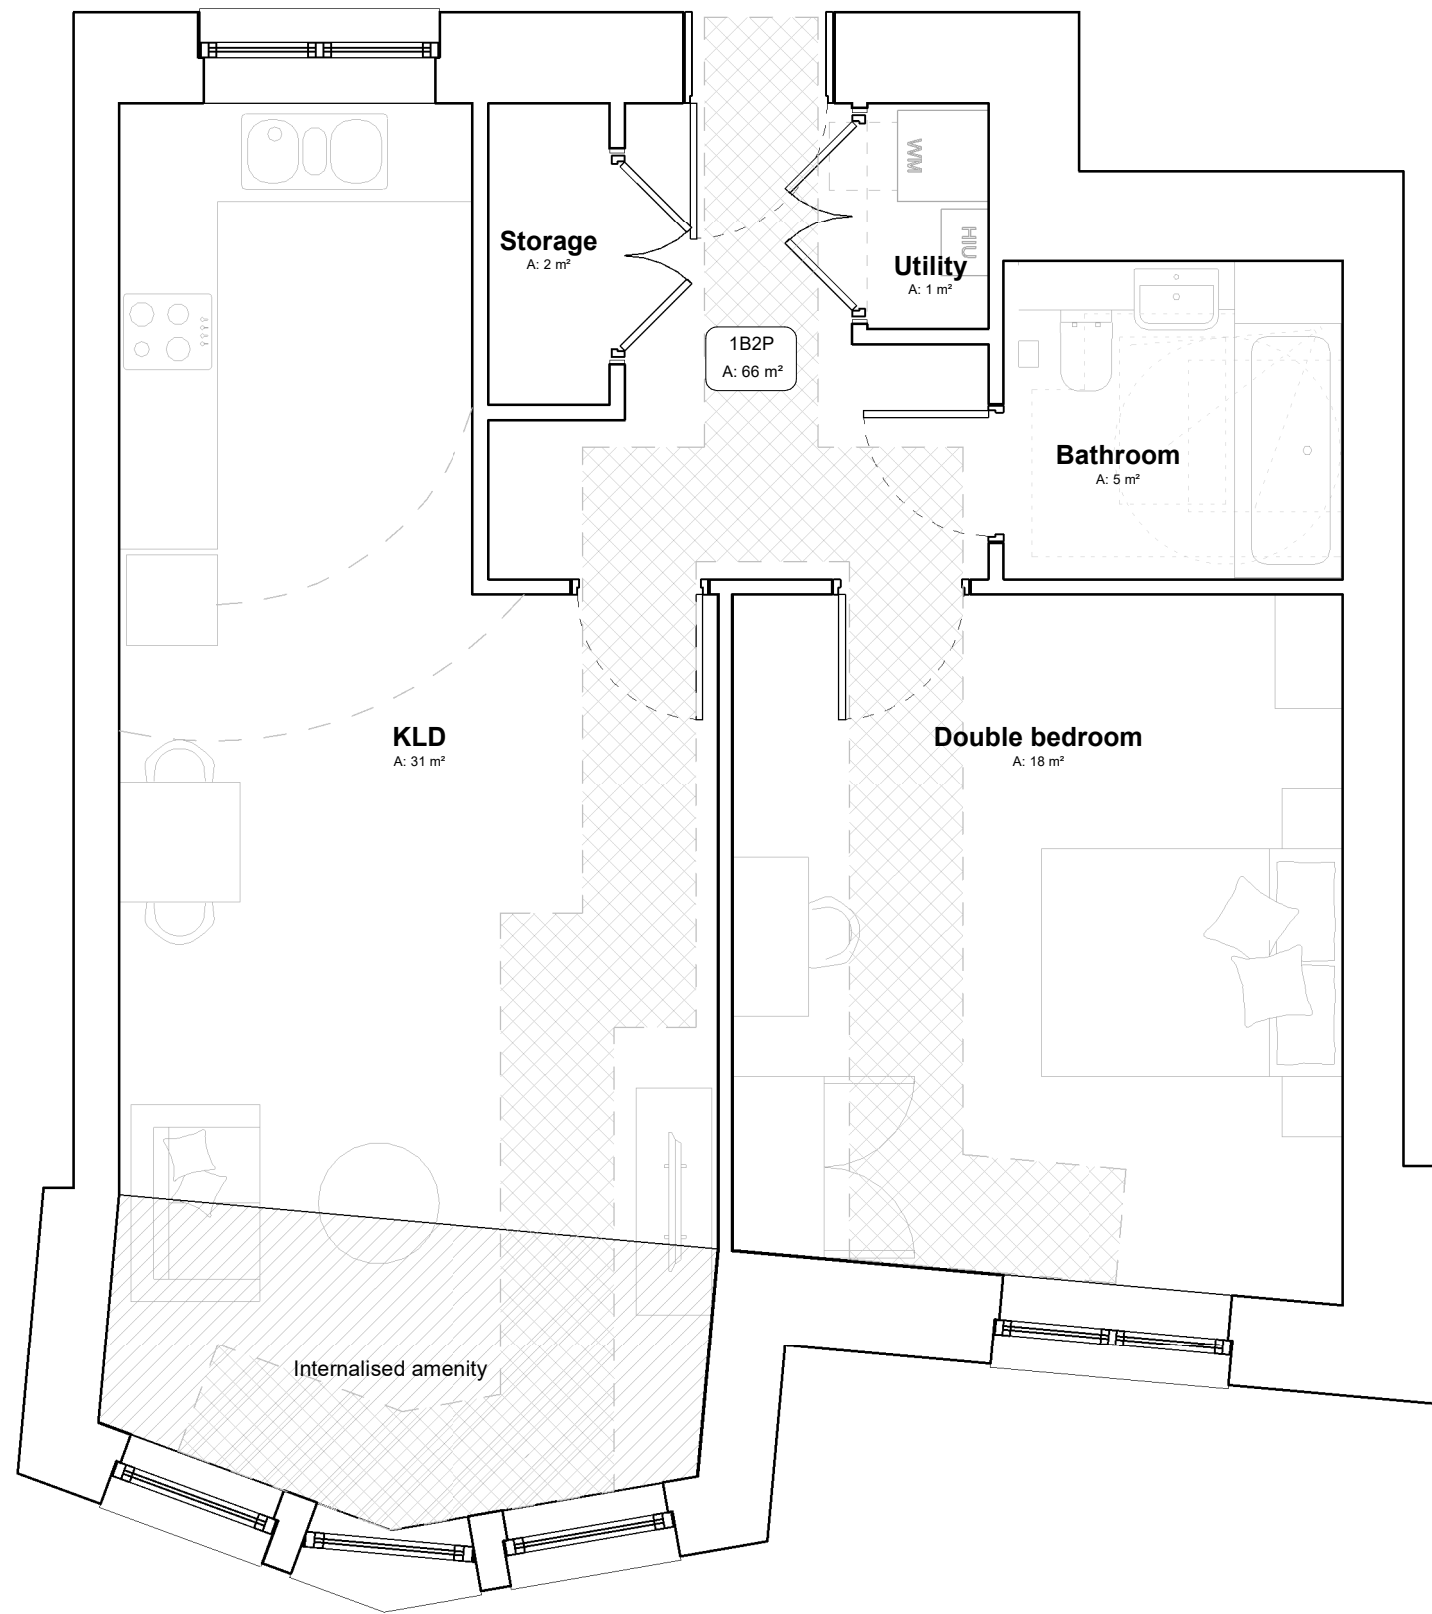 WM
Storage
A: 2 m²
HIU
Utility
A: 1 m²
1B2P
A: 66 m²
Bathroom
A: 5 m²
KLD
A: 31 m²
Double bedroom
A: 18 m²
Internalised amenity